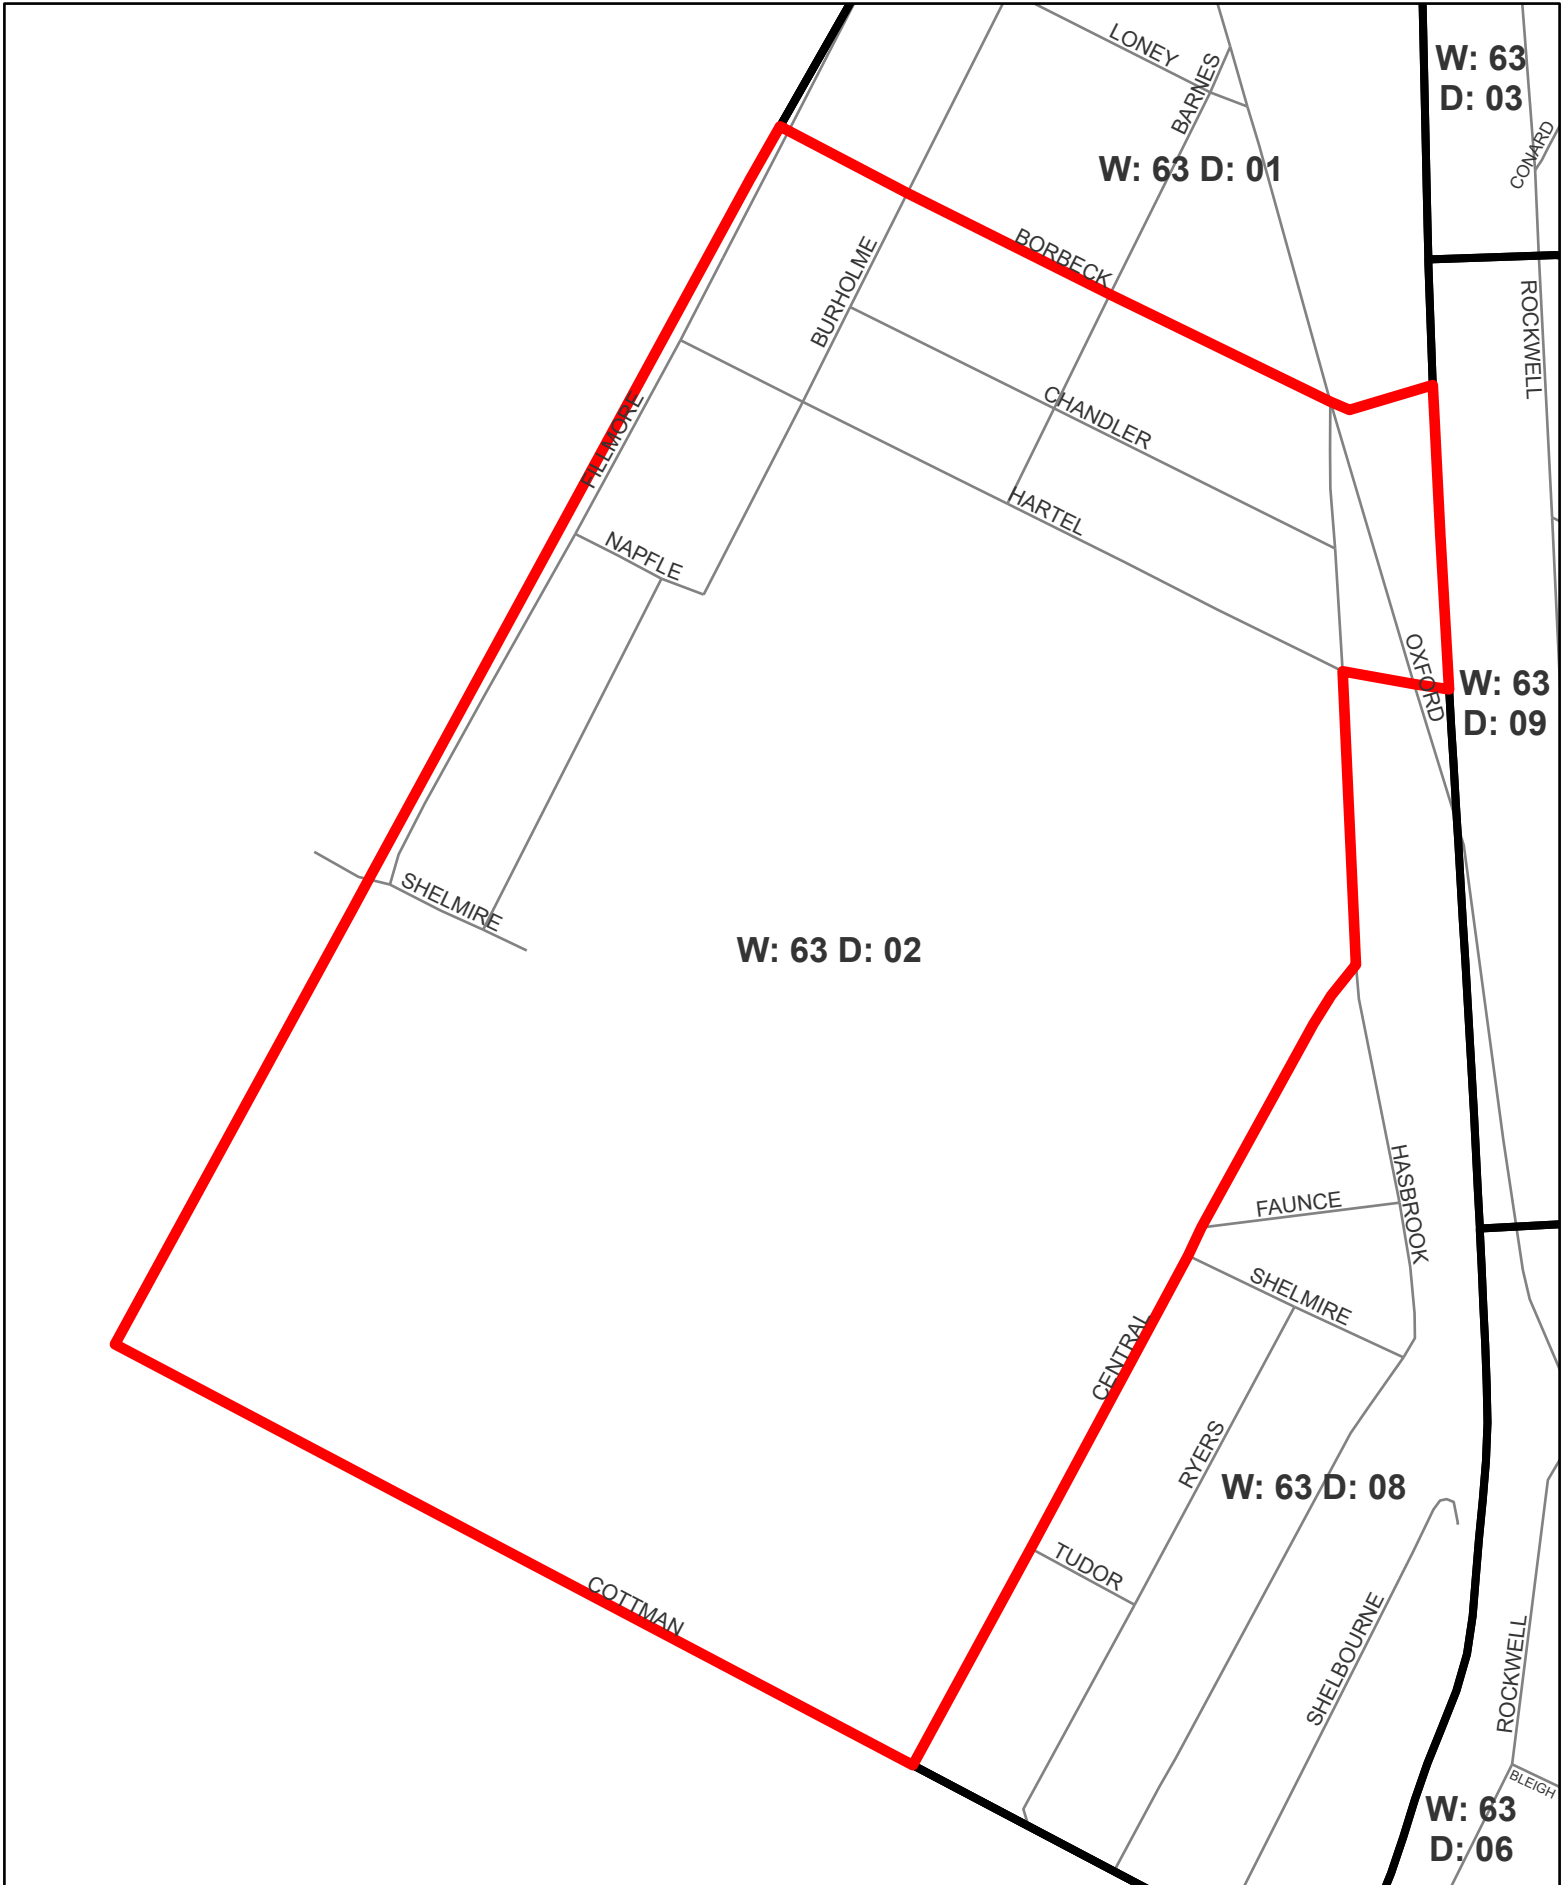 LONEY
BARNES
W: 63
D: 03
CONARD
W: 63 D: 01
BORBECK
BURHOLME
ROCKWELL
CHANDLER
FILLMORE
HARTEL
NAPFLE
OXFORD
W: 63
D: 09
SHELMIRE
W: 63 D: 02
HASBROOK
FAUNCE
SHELMIRE
CENTRAL
RYERS
W: 63 D: 08
TUDOR
COTTMAN
SHELBOURNE
ROCKWELL
BLEIGH
W: 63
D: 06